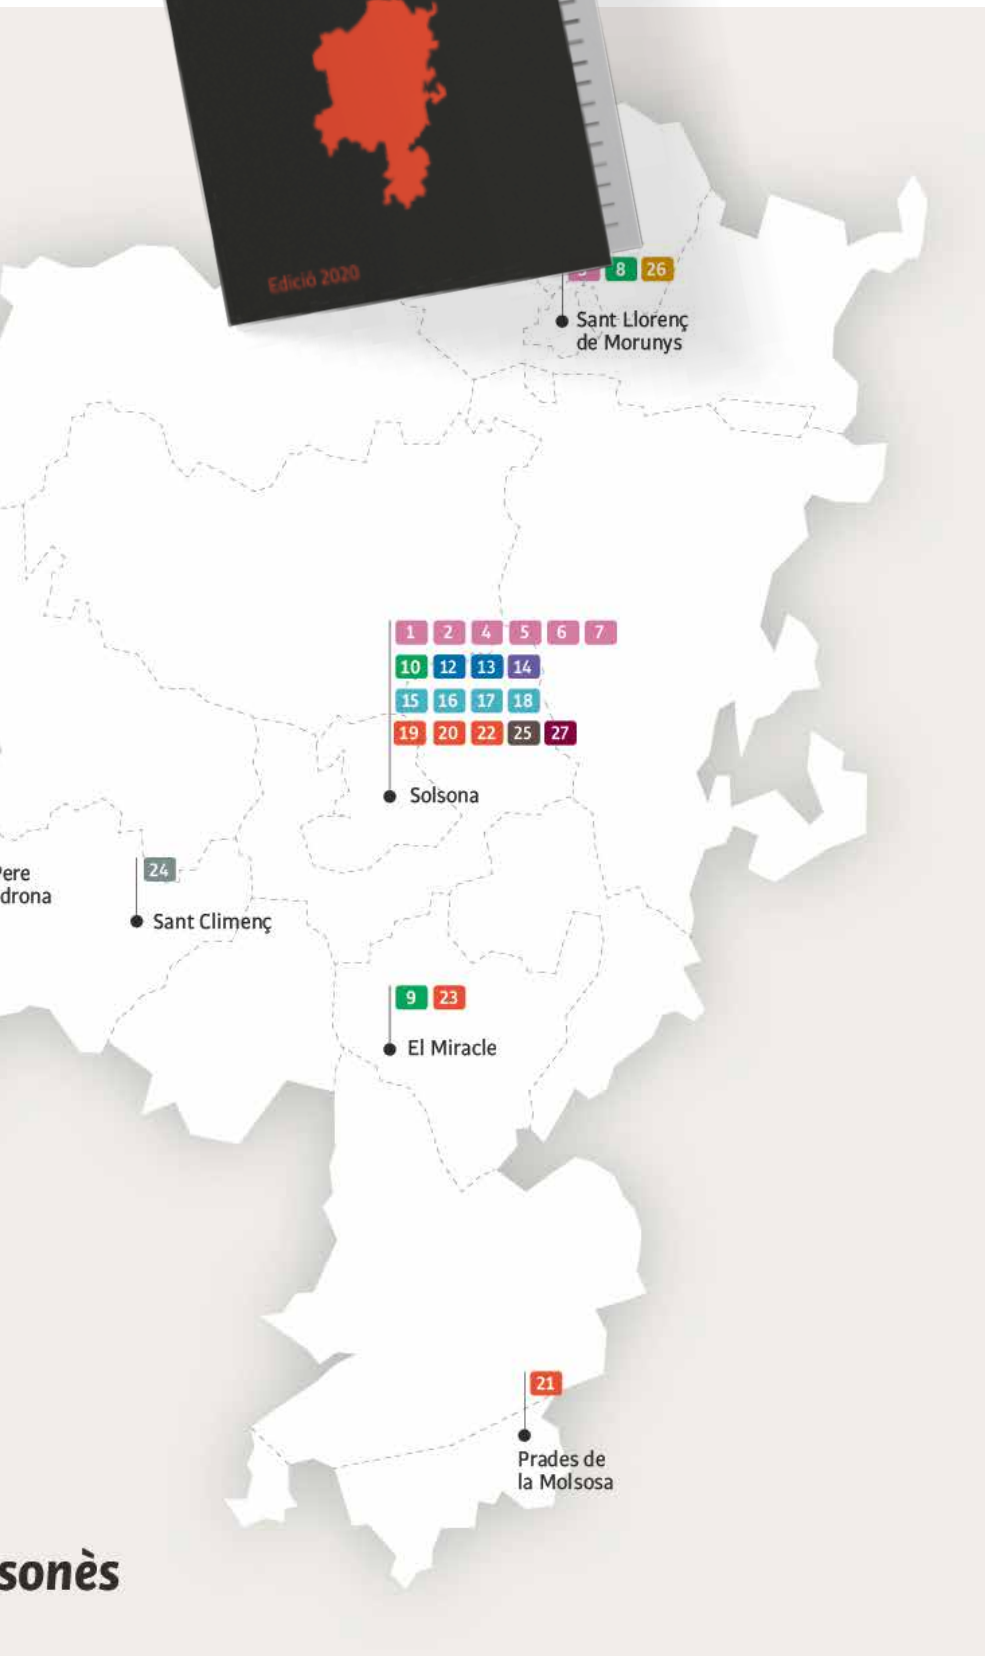 Edició 2020
8 26
Sant Llorenç
de Morunys
1 2 4 5 6 7
10 12 13 14
15 16 17 18
19 20 22 25 27
Solsona
24
Sant Climenç
Pere
drona
9 23
El Miracle
21
Prades de
la Molsosa
sonès